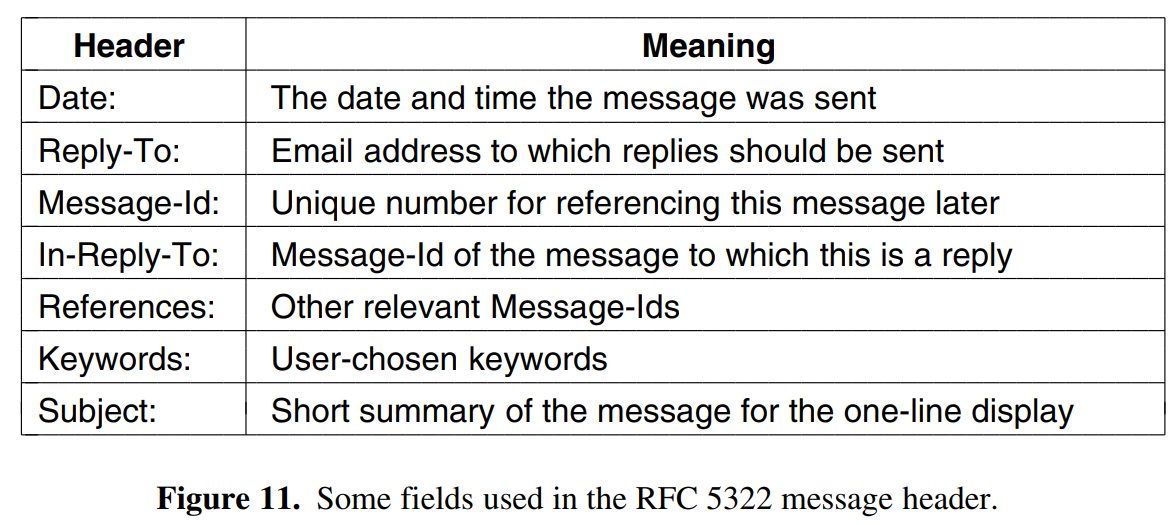 Header Meaning
Date: The date and time the message was sent
Reply-To: Email address to which replies should be sent
Message-Id: Unique number for referencing this message later
In-Reply-To: Message-Id of the message to which this is a reply
References: Other relevant Message-Ids
Keywords: User-chosen keywords
Subject: Short summary of the message for the one-line display
Figure 11. Some fields used in the RFC 5322 message header.